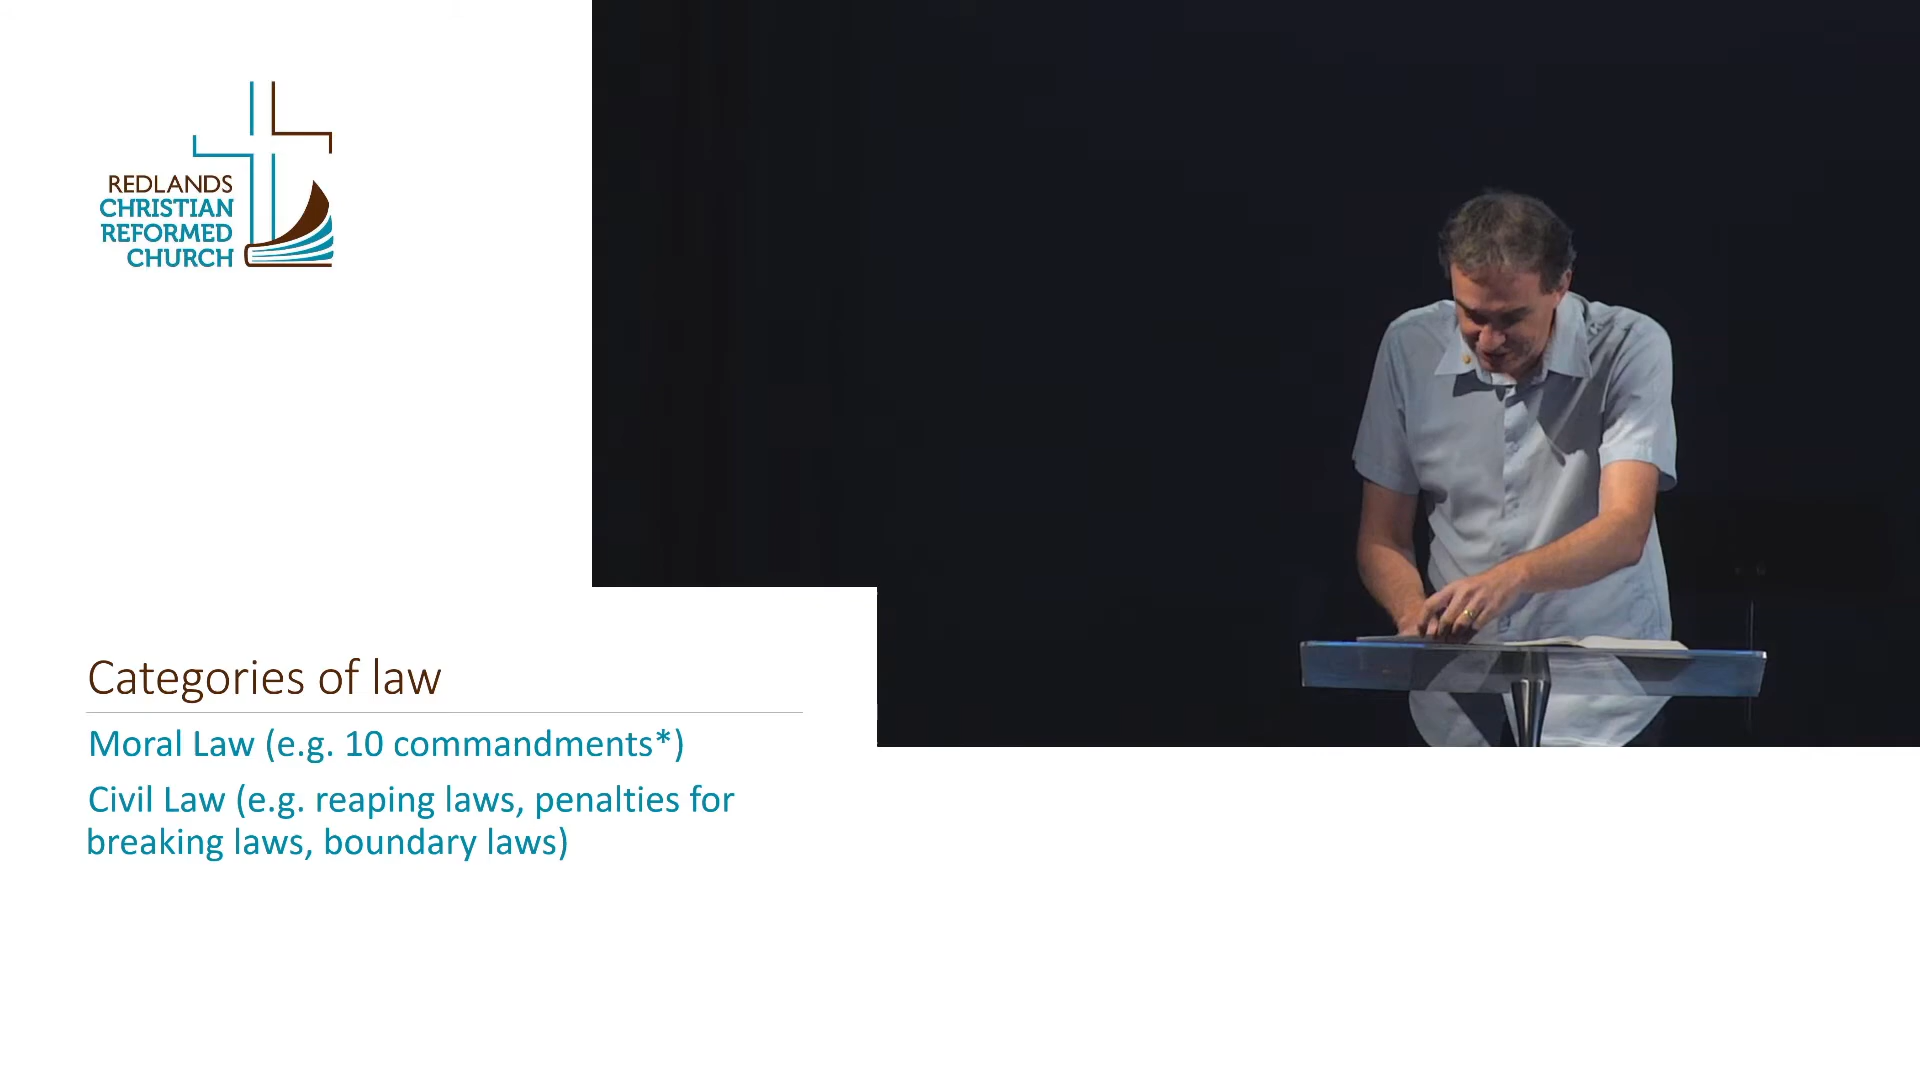 REDLANDS
CHRISTIAN
REFORMED
CHURCH
Categories of law
Moral Law (e.g. 10 commandments*)
Civil Law (e.g. reaping laws, penalties for
breaking laws, boundary laws)